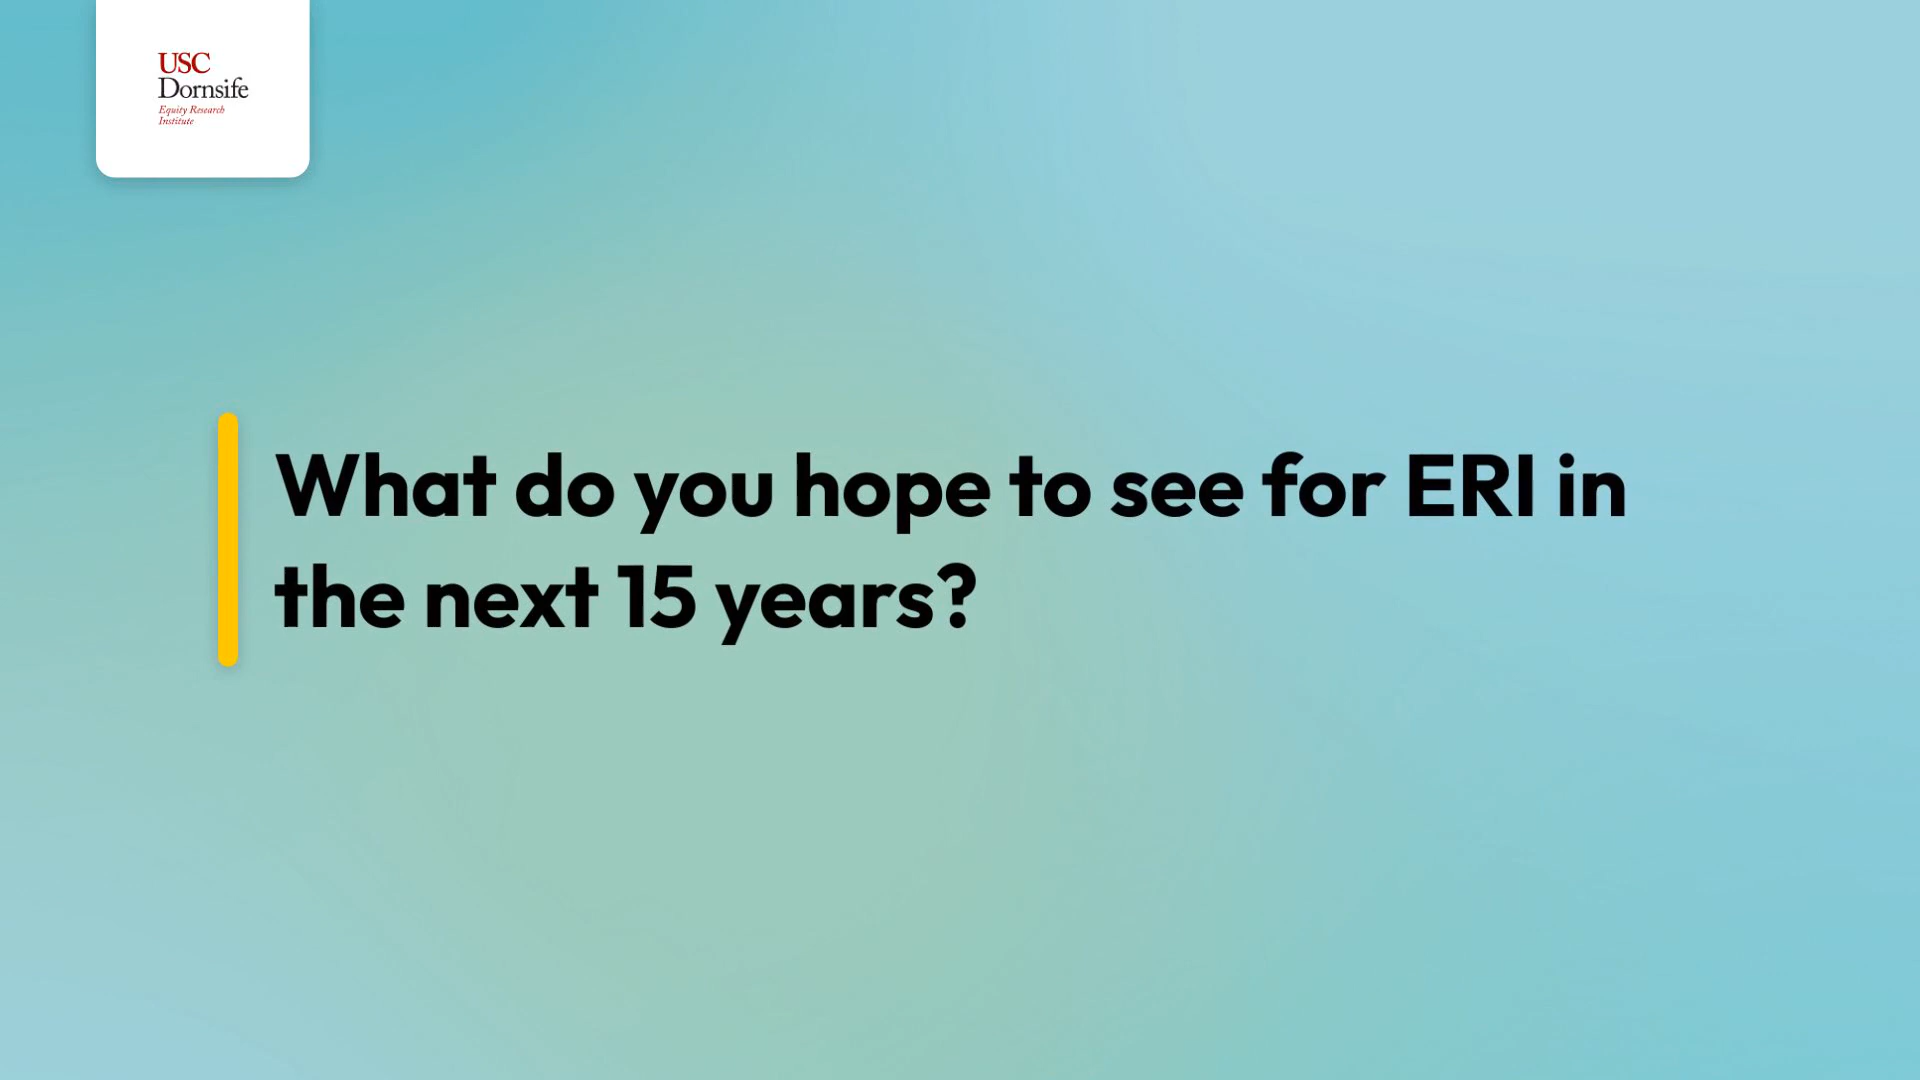 USC
Dornsife
Equity Research
Institute
What do you hope to see for ERI in
the next 15 years?